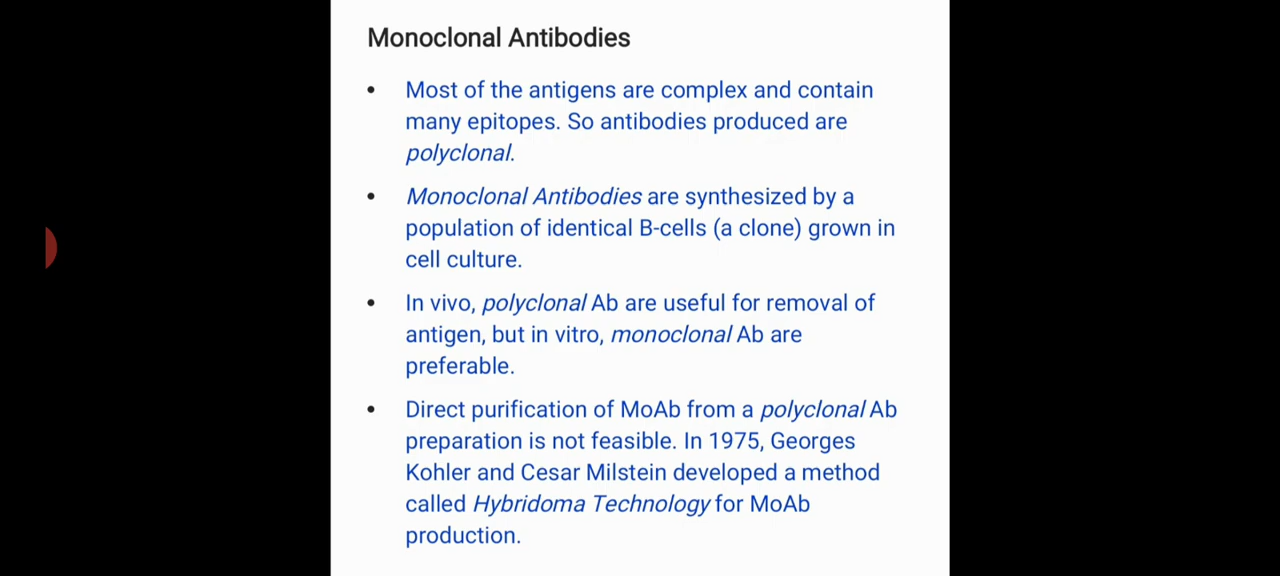 Monoclonal Antibodies
• Most of the antigens are complex and contain
many epitopes. So antibodies produced are
polyclonal.
• Monoclonal Antibodies are synthesized by a
population of identical B-cells (a clone) grown in
cell culture.
• In vivo, polyclonal Ab are useful for removal of
antigen, but in vitro, monoclonal Ab are
preferable.
• Direct purification of MoAb from a polyclonal Ab
preparation is not feasible. In 1975, Georges
Kohler and Cesar Milstein developed a method
called Hybridoma Technology for MoAb
production.